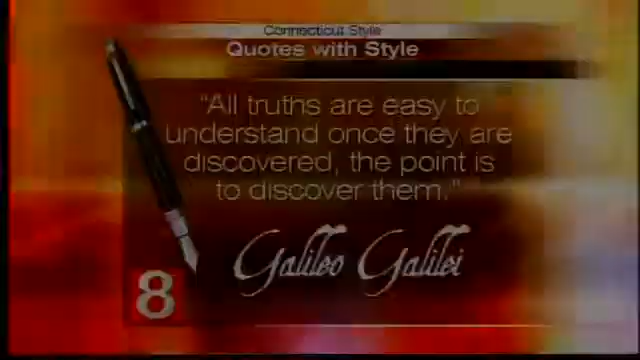 Connecticut Style
Quotes with Style
"All truths are easy to
understand once they are
discovered, the point is
to discover them."
Galileo Galilei
8